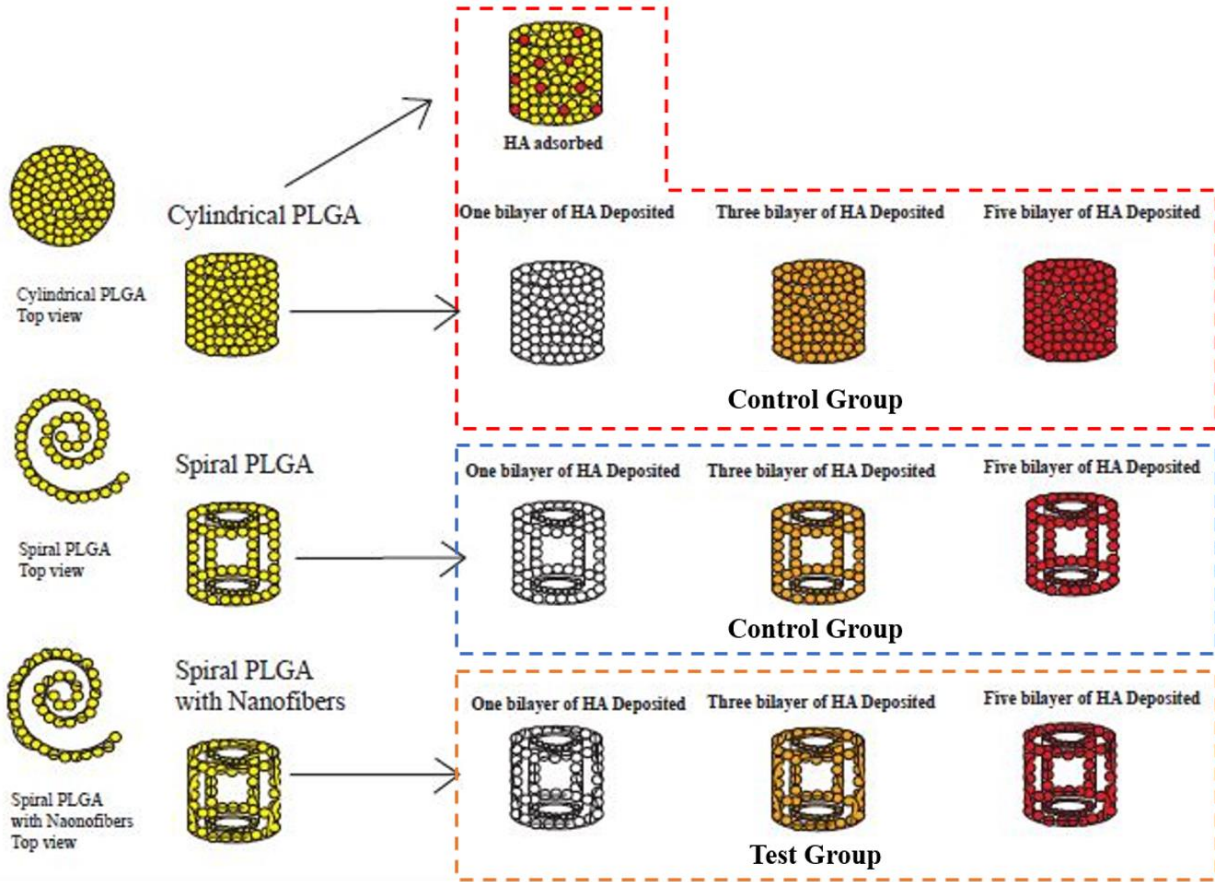 HA adsorbed
Cylindrical PLGA
One bilayer of HA Deposited
Three bilayer of HA Deposited
Five bilayer of HA Deposited
Cylindrical PLGA
Top view
Control Group
Spiral PLGA
One bilayer of HA Deposited
Three bilayer of HA Deposited
Five bilayer of HA Deposited
Spiral PLGA
Top view
Control Group
Spiral PLGA
with Nanofibers
One bilayer of HA Deposited
Three bilayer of HA Deposited
Five bilayer of HA Deposited
Spiral PLGA
with Naonofibers
Top view
Test Group